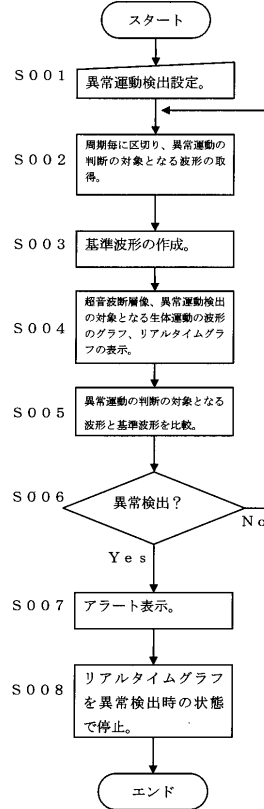 スタート
S001
異常運動検出設定。
S002
周期毎に区切り、異常運動の
判断の対象となる波形の取
得。
S003
基準波形の作成。
S004
超音波断層像、異常運動検出
の対象となる生体運動の波形
のグラフ、リアルタイムグラ
フの表示。
S005
異常運動の判断の対象となる
波形と基準波形を比較。
S006
異常検出？
No
Yes
S007
アラート表示。
S008
リアルタイムグラフ
を異常検出時の状態
で停止。
エンド